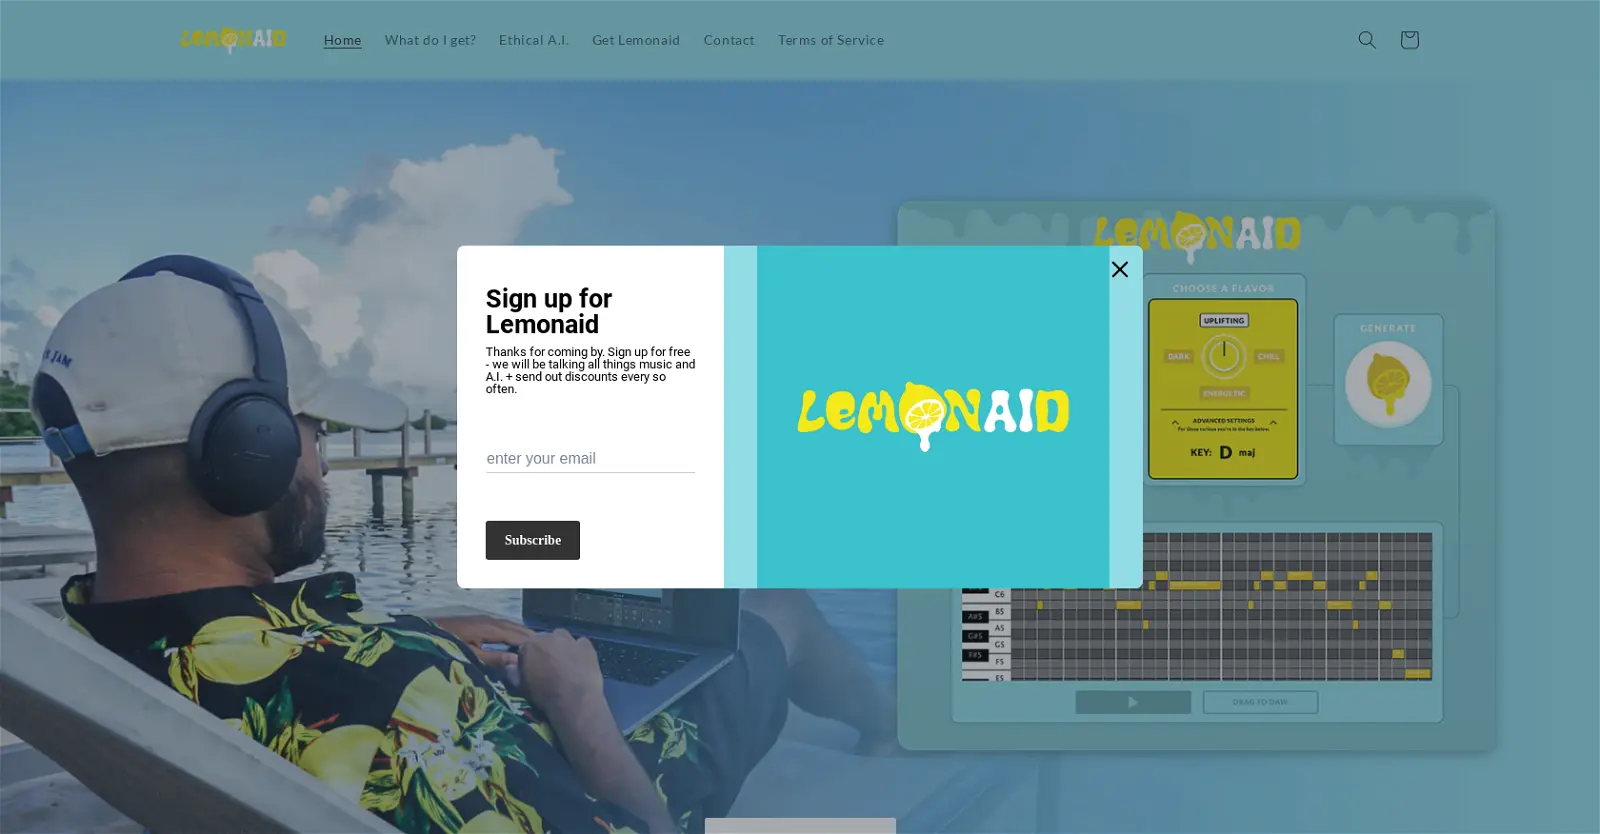 LEMONAID
Home
What do I get?
Ethical A.I.
Get Lemonaid
Contact
Terms of Service
LEMONAID
CHOOSE A FLAVOR
UPLIFTING
DARK
CHILL
ENERGETIC
ADVANCED SETTINGS
KEY: D maj
GENERATE
Sign up for
Lemonaid
Thanks for coming by. Sign up for free
- we will be talking all things music and
A.I. + send out discounts every so
often.
enter your email
Subscribe
LEMONAID
C6
B5
A#5
A5
G#5
G5
F#5
F5
E5
DRAG TO DAW